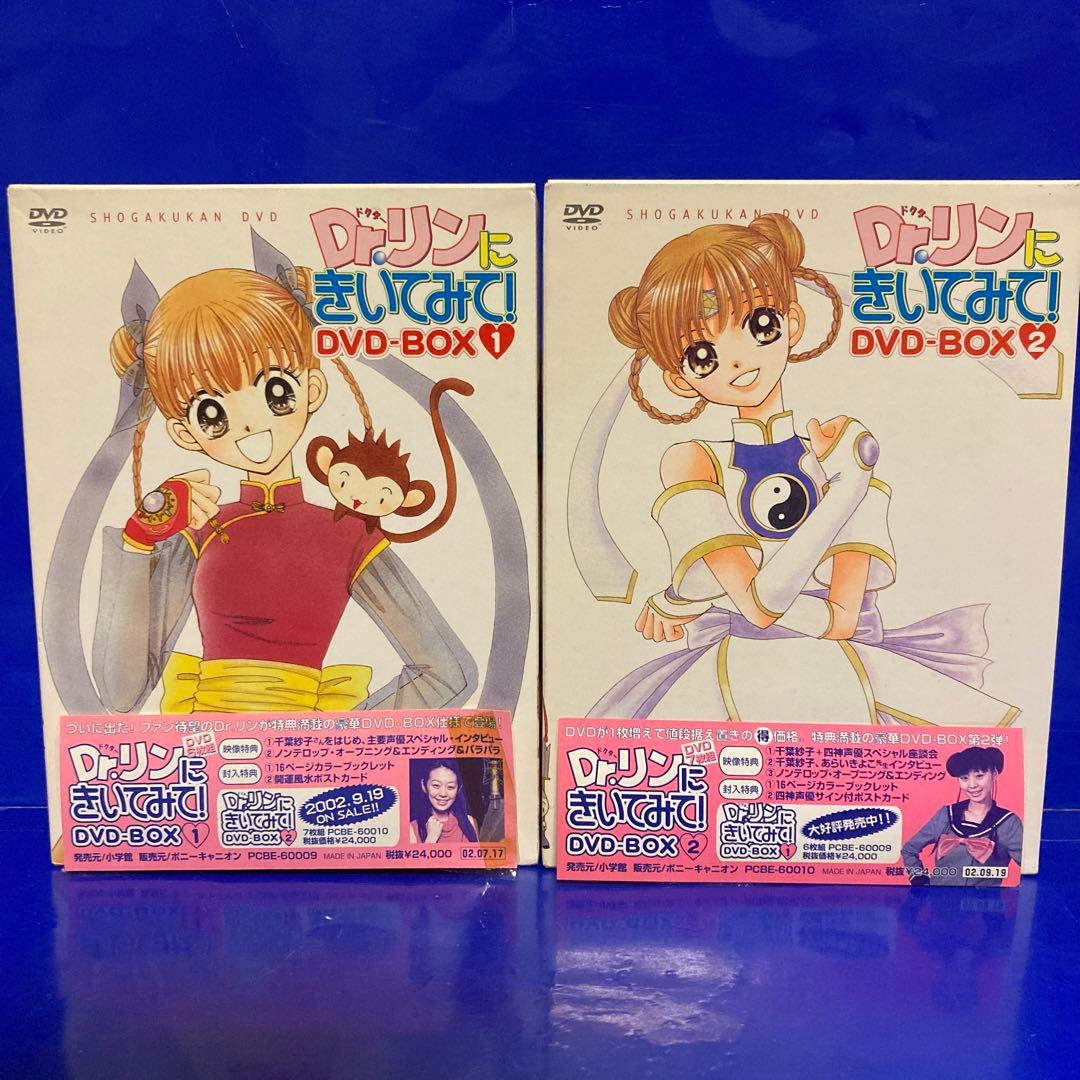 DVD
VIDEO
SHOGAKUKAN DVD
ドクター
Dr.リンに
きいてみて!
DVD-BOX 1
ついに出た! ファン待望のDr.リンが特典満載の豪華DVD-BOX仕様で登場!
ドクター
Dr.リンに
きいてみて!
DVD-BOX 1
DVD
枚組
映像特典
1 千葉紗子さんをはじめ、主要声優スペシャル・インタビュー
2 ノンテロップ・オープニング&エンディング&パラパラ
封入特典
1 16ページカラーブックレット
2 開運風水ポストカード
Dr.リンに
きいてみて!
DVD-BOX 2
2002.9.19
ON SALE!!
7枚組 PCBE-60010
税抜価格¥24,000
発売元/小学館 販売元/ポニーキャニオン PCBE-60009 MADE IN JAPAN 税抜¥24,000 02.07.17
DVD
VIDEO
SHOGAKUKAN DVD
ドクター
Dr.リンに
きいてみて!
DVD-BOX 2
DVDが1枚増えて値段据え置きの得価格。特典満載の豪華DVD-BOX第2弾!
ドクター
Dr.リンに
きいてみて!
DVD-BOX 2
DVD
7枚組
映像特典
1 千葉紗子+四神声優スペシャル座談会
2 千葉紗子、あらいきよこ先生インタビュー
3 ノンテロップ・オープニング&エンディング
封入特典
1 16ページカラーブックレット
2 四神声優サイン付ポストカード
Dr.リンに
きいてみて!
DVD-BOX 1
大好評発売中!!
6枚組 PCBE-60009
税抜価格¥24,000
発売元/小学館 販売元/ポニーキャニオン PCBE-60010 MADE IN JAPAN 税抜¥24,000 02.09.19